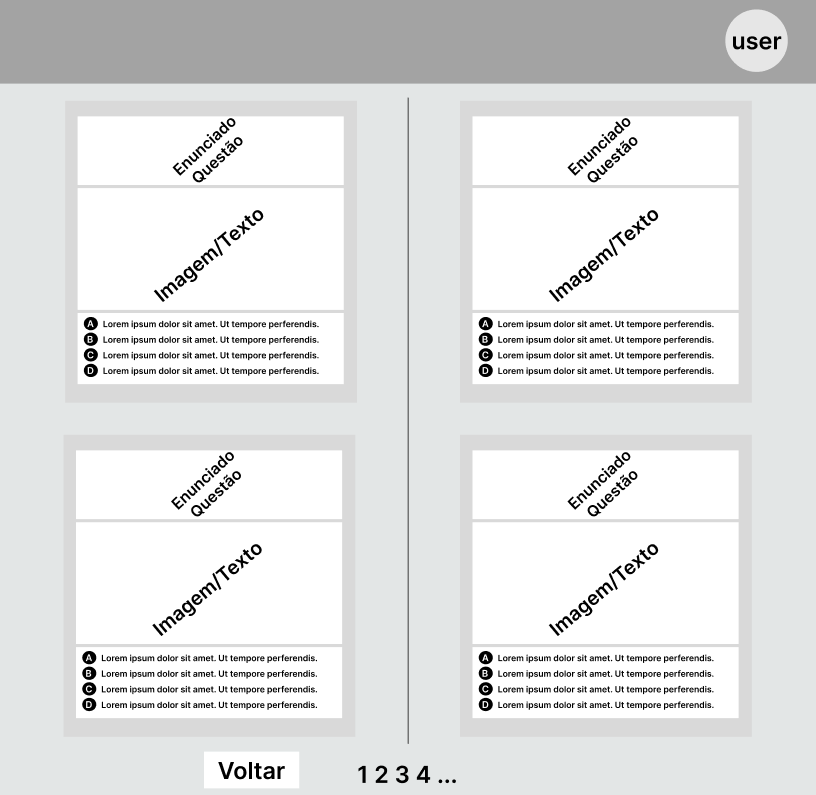 user
Enunciado
Questão
Imagem/Texto
A Lorem ipsum dolor sit amet. Ut tempore perferendis.
B Lorem ipsum dolor sit amet. Ut tempore perferendis.
C Lorem ipsum dolor sit amet. Ut tempore perferendis.
D Lorem ipsum dolor sit amet. Ut tempore perferendis.
Enunciado
Questão
Imagem/Texto
A Lorem ipsum dolor sit amet. Ut tempore perferendis.
B Lorem ipsum dolor sit amet. Ut tempore perferendis.
C Lorem ipsum dolor sit amet. Ut tempore perferendis.
D Lorem ipsum dolor sit amet. Ut tempore perferendis.
Enunciado
Questão
Imagem/Texto
A Lorem ipsum dolor sit amet. Ut tempore perferendis.
B Lorem ipsum dolor sit amet. Ut tempore perferendis.
C Lorem ipsum dolor sit amet. Ut tempore perferendis.
D Lorem ipsum dolor sit amet. Ut tempore perferendis.
Enunciado
Questão
Imagem/Texto
A Lorem ipsum dolor sit amet. Ut tempore perferendis.
B Lorem ipsum dolor sit amet. Ut tempore perferendis.
C Lorem ipsum dolor sit amet. Ut tempore perferendis.
D Lorem ipsum dolor sit amet. Ut tempore perferendis.
Voltar
1 2 3 4 ...